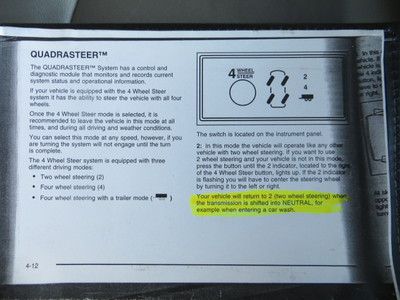 QUADRASTEER™
The QUADRASTEER™ System has a control and
diagnostic module that monitors and records current
system status and operational information.
If your vehicle is equipped with the 4 Wheel Steer
system it has the ability to steer the vehicle with all four
wheels.
Once the 4 Wheel Steer mode is selected, it is
recommended to leave the vehicle in this mode at all
times, and during all driving and weather conditions.
You can select this mode at any speed, however, if you
are turning the system will not engage until the turn
is complete.
The 4 Wheel Steer system is equipped with three
different driving modes:
• Two wheel steering (2)
• Four wheel steering (4)
• Four wheel steering with a trailer mode ( )
4-12
4 WHEEL
STEER
2
4
The switch is located on the instrument panel.
2: In this mode the vehicle will operate like any other
vehicle with two wheel steering. If you want to use
2 wheel steering and your vehicle is not in this mode,
press the button until the 2 indicator, located to the right
of the 4 Wheel Steer button, lights up. If the 2 indicator
is flashing you will have to center the steering wheel
by turning it to the left or right.
Your vehicle will return to 2 (two wheel steering) when
the transmission is shifted into NEUTRAL, for
example when entering a car wash.